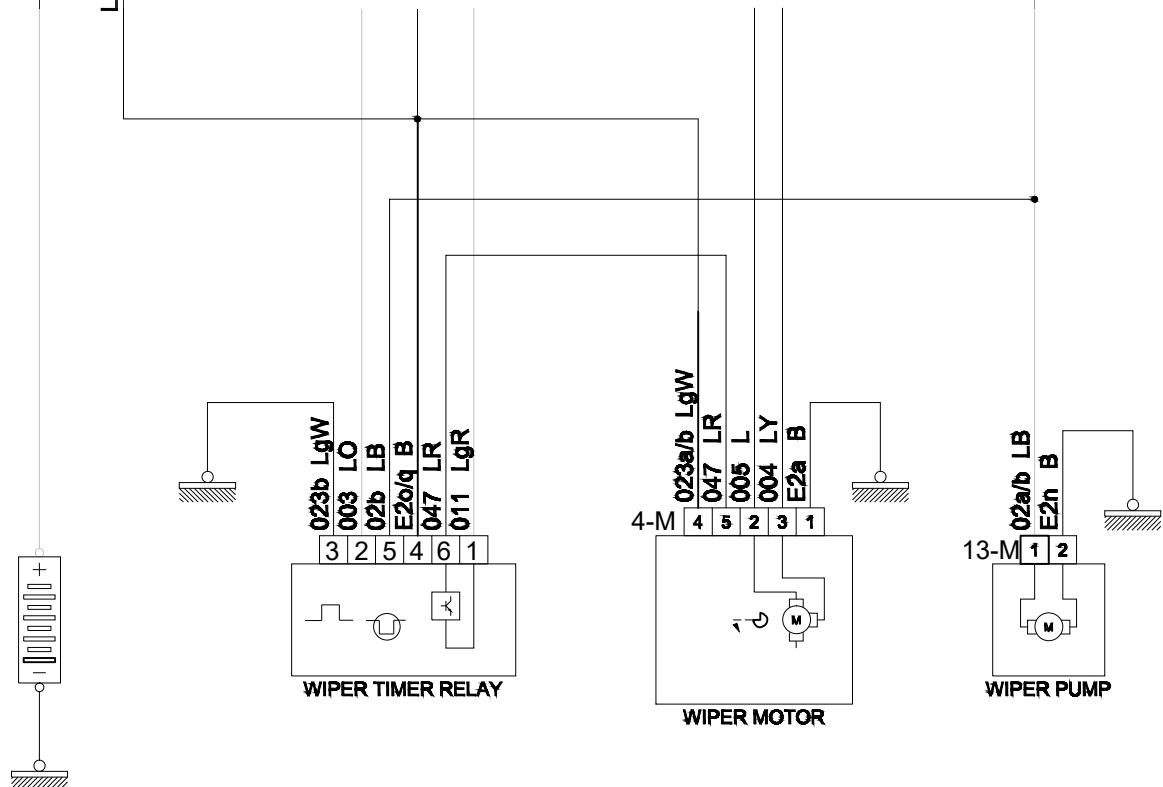 023b LgW
003 LO
02b LB
E2o/q B
047 LR
011 LgR
3 2 5 4 6 1
+
−
WIPER TIMER RELAY
023a/b LgW
047 LR
005 L
004 LY
E2a B
4-M 4 5 2 3 1
M
WIPER MOTOR
02a/b LB
E2n B
13-M 1 2
M
WIPER PUMP